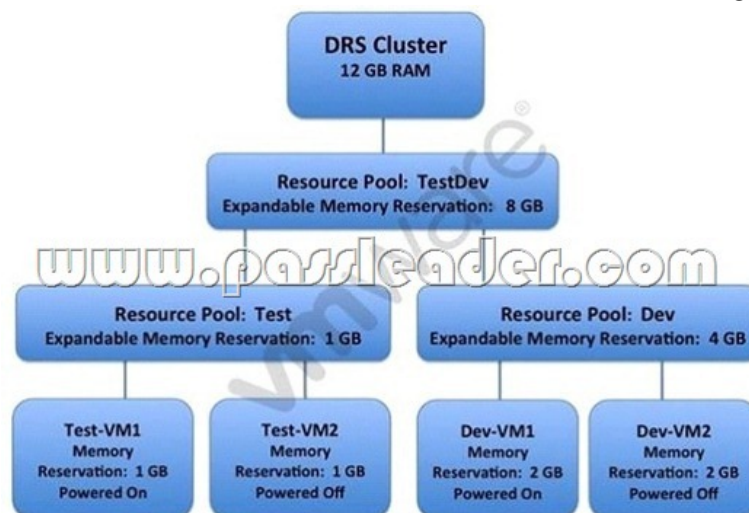 DRS Cluster
12 GB RAM
Resource Pool: TestDev
Expandable Memory Reservation: 8 GB
www.passleader.com
vmware®
Resource Pool: Test
Expandable Memory Reservation: 1 GB
Resource Pool: Dev
Expandable Memory Reservation: 4 GB
Test-VM1
Memory
Reservation: 1 GB
Powered On
Test-VM2
Memory
Reservation: 1 GB
Powered Off
Dev-VM1
Memory
Reservation: 2 GB
Powered On
Dev-VM2
Memory
Reservation: 2 GB
Powered Off